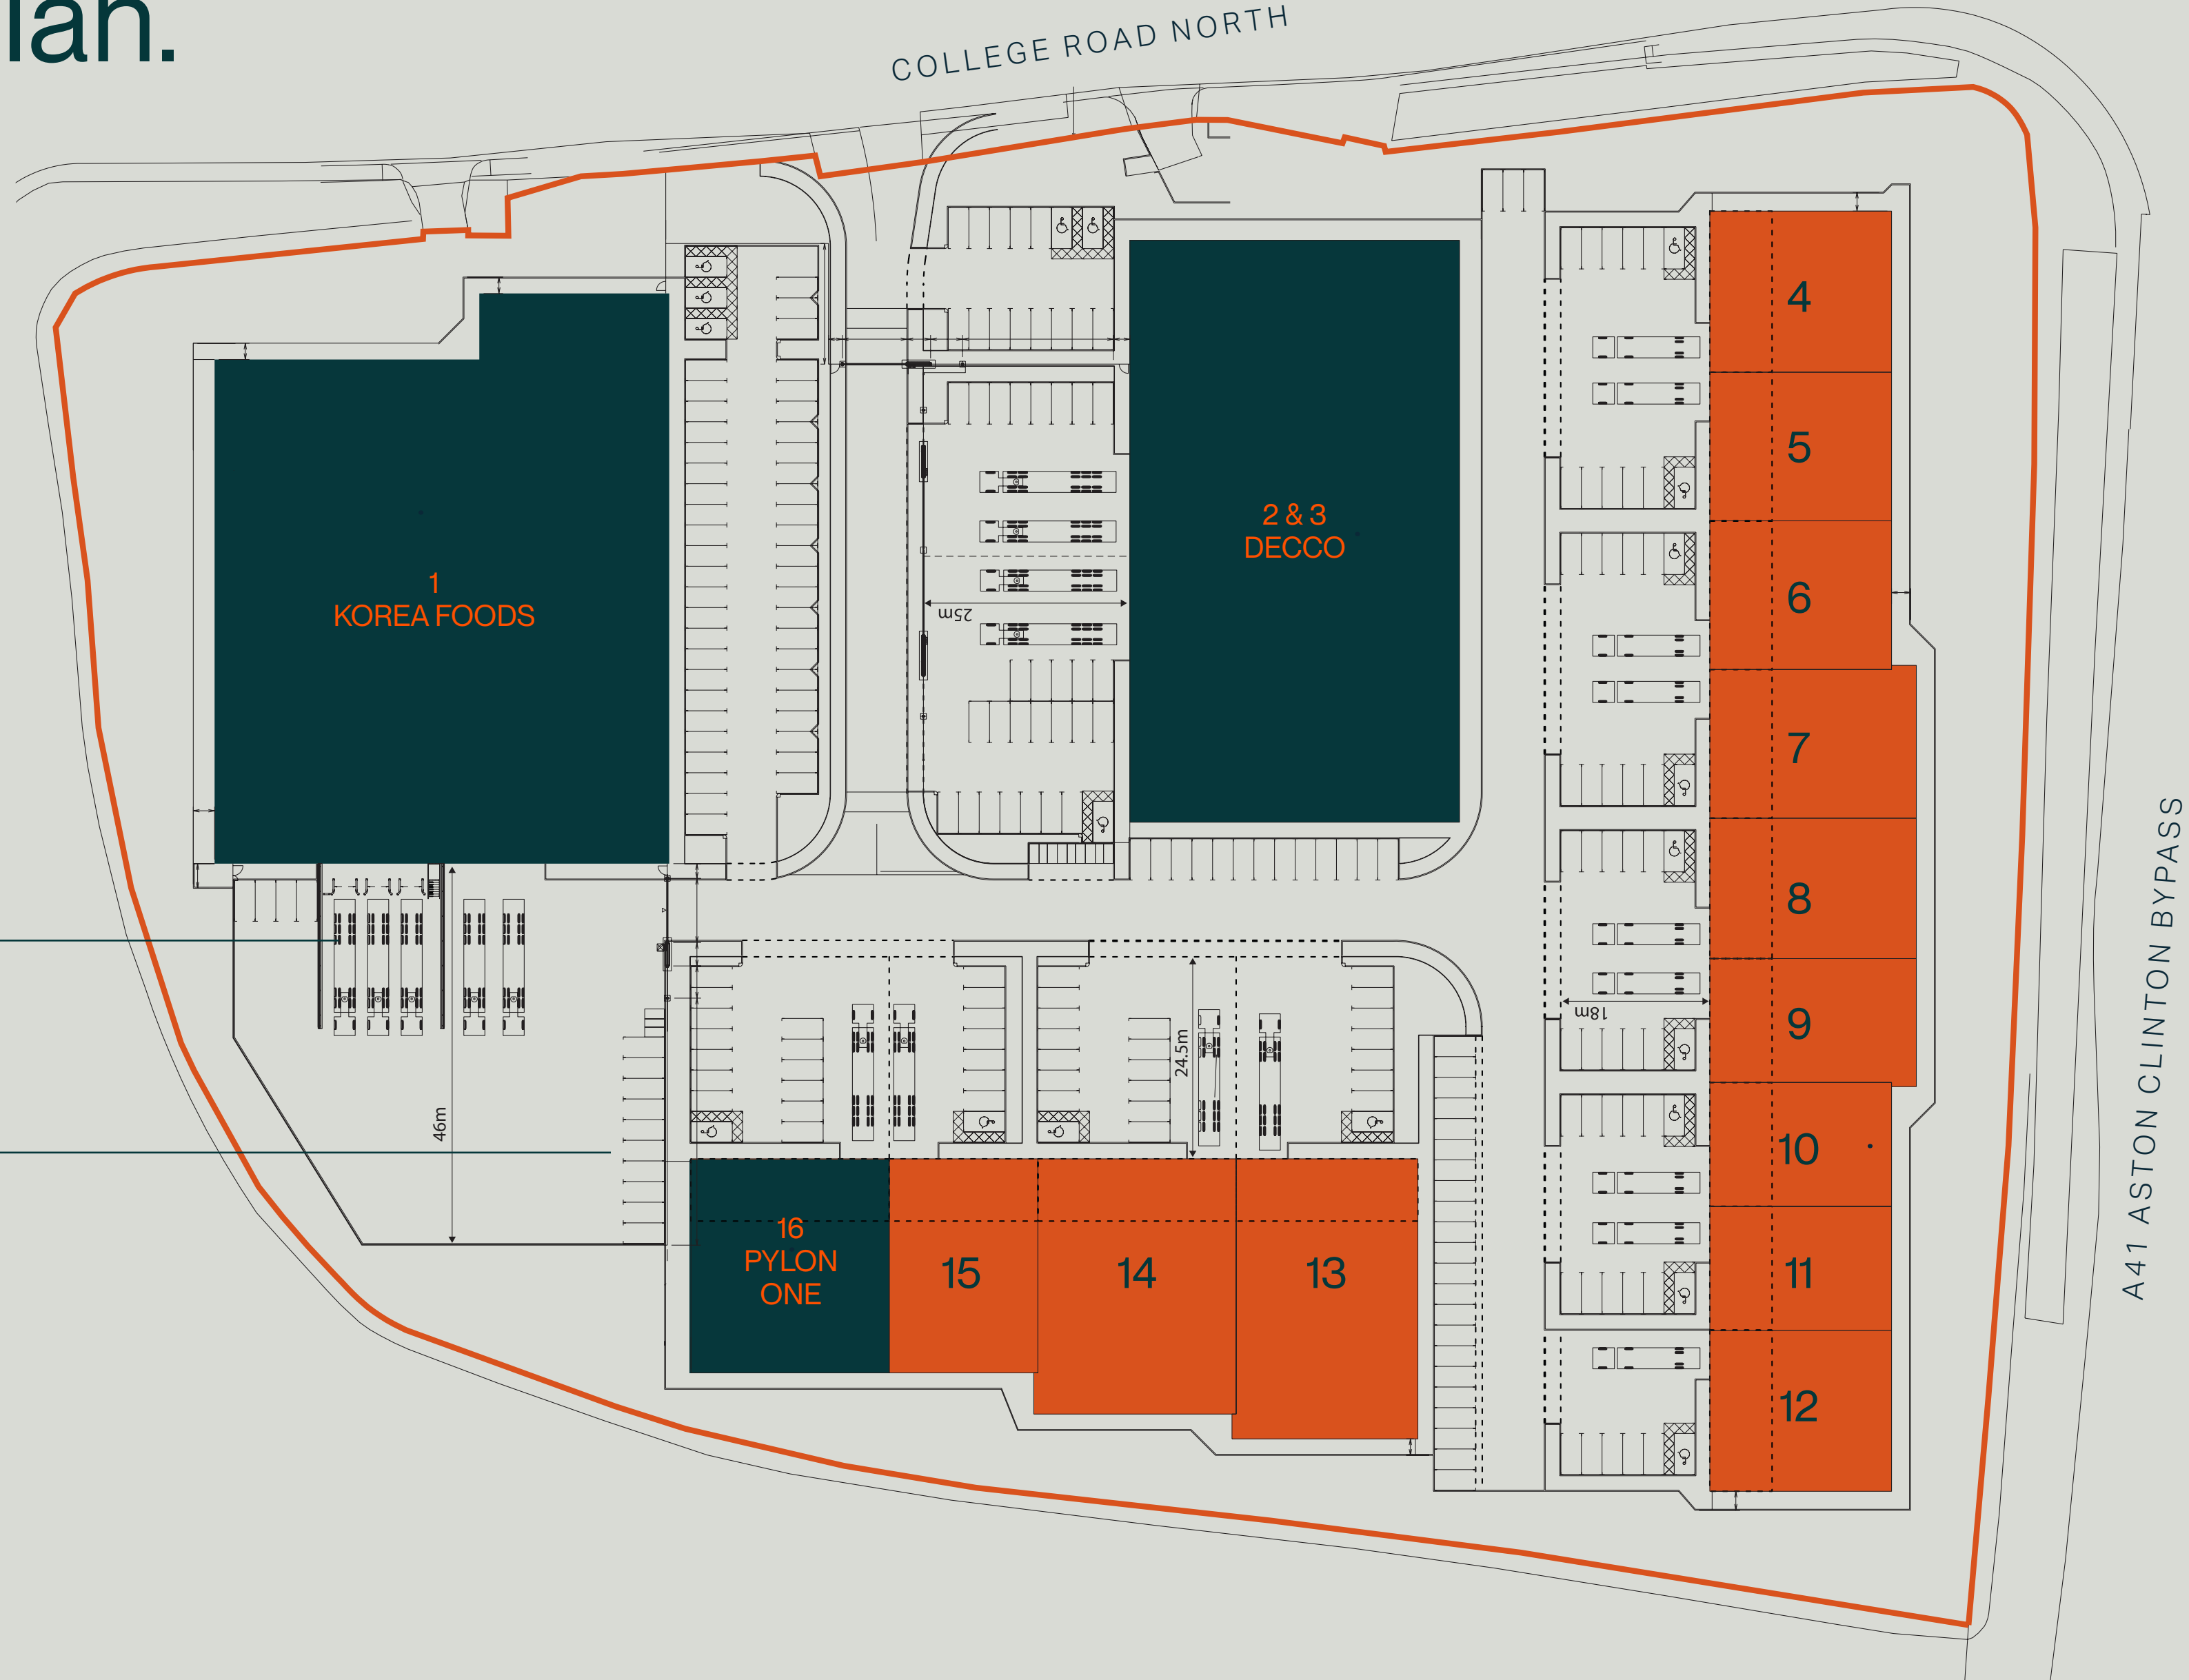 lan.
COLLEGE ROAD NORTH
1
KOREA FOODS
2 & 3
DECCO
4
5
6
7
8
9
10
11
12
25m
18m
46m
24.5m
16
PYLON
ONE
15
14
13
A41 ASTON CLINTON BYPASS